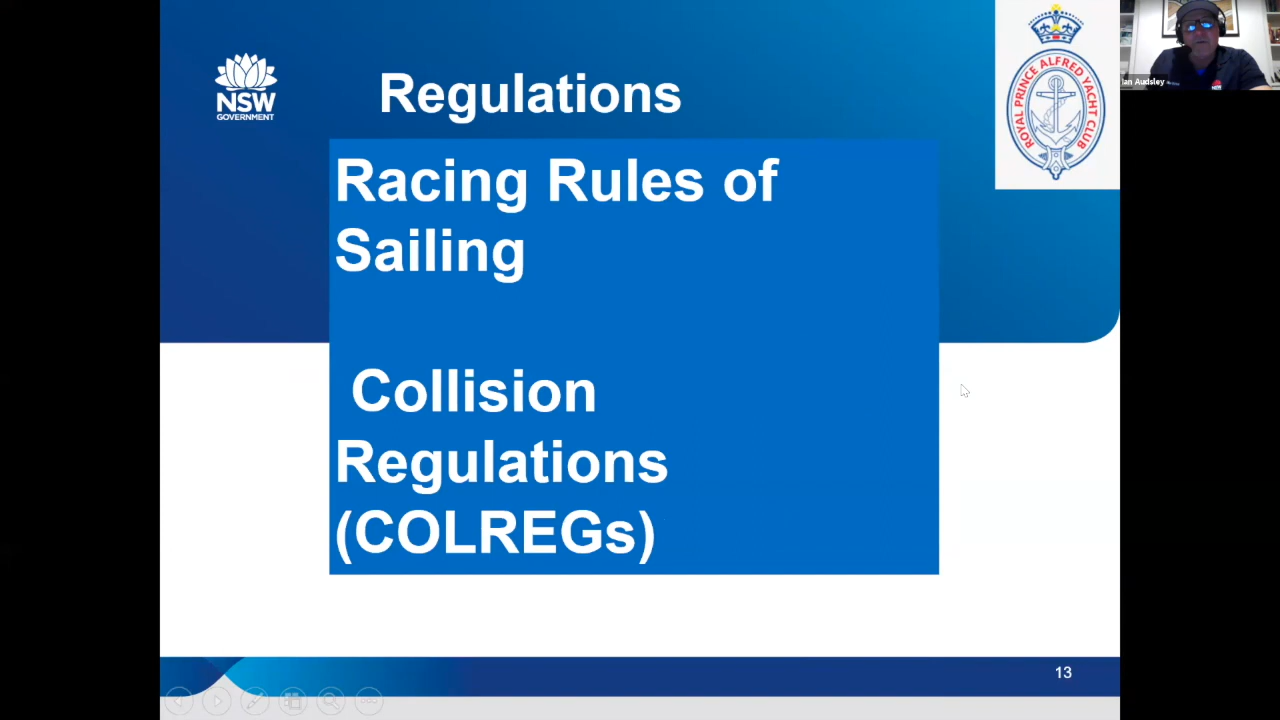 NSW
GOVERNMENT
Regulations
ROYAL PRINCE ALFRED YACHT CLUB
Ian Audsley
Racing Rules of
Sailing
Collision
Regulations
(COLREGs)
13